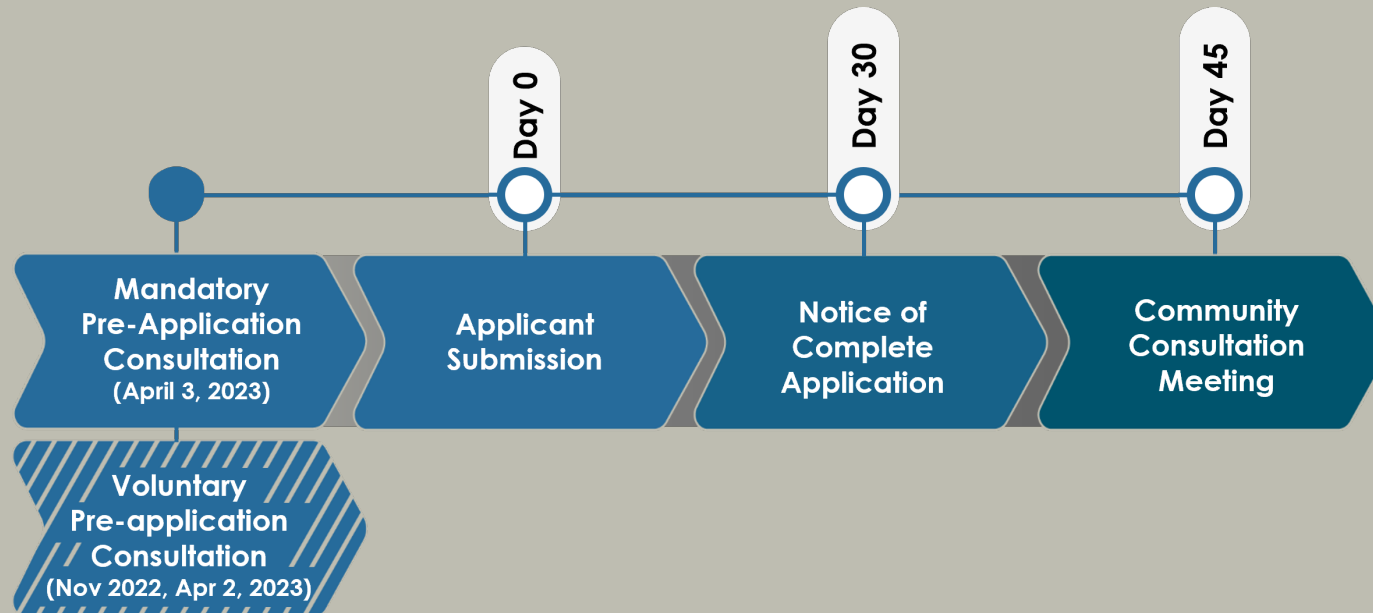 Day 0
Day 30
Day 45
Mandatory
Pre-Application
Consultation
(April 3, 2023)
Applicant
Submission
Notice of
Complete
Application
Community
Consultation
Meeting
Voluntary
Pre-application
Consultation
(Nov 2022, Apr 2, 2023)